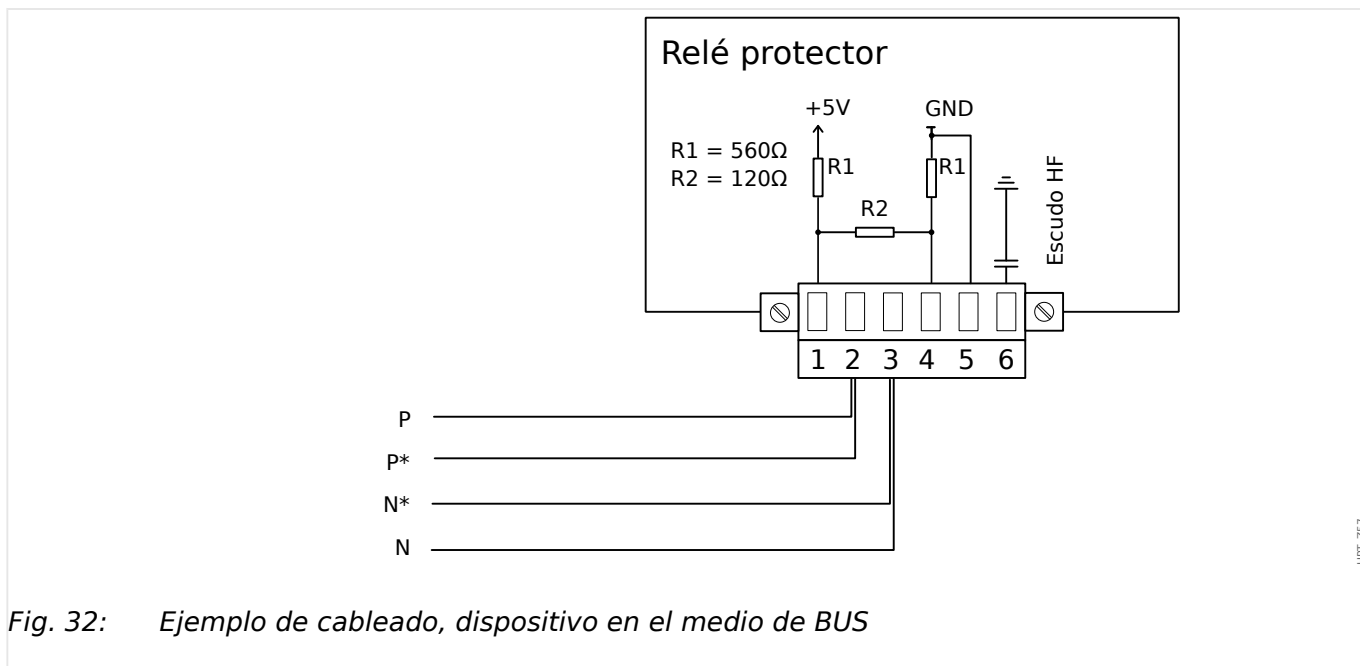 Relé protector
+5V
GND
R1 = 560Ω
R2 = 120Ω
R1
R1
R2
Escudo HF
1 2 3 4 5 6
P
P*
N*
N
Fig. 32: Ejemplo de cableado, dispositivo en el medio de BUS